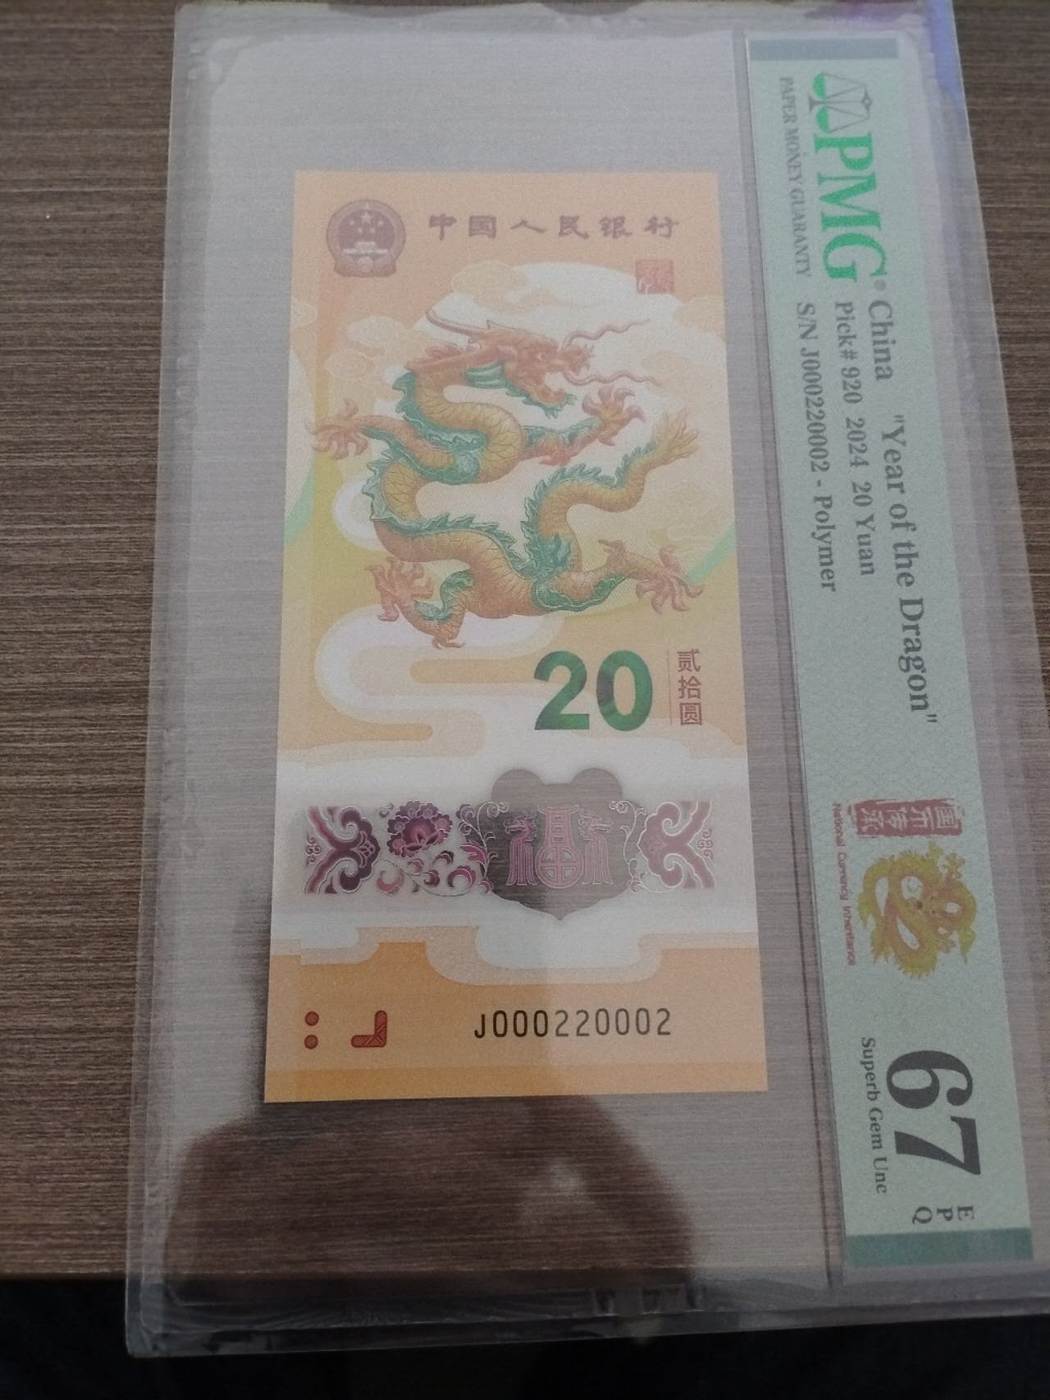 中国人民银行
20
贰拾圆
福
J000220002
PMG
PAPER MONEY GUARANTY
China "Year of the Dragon"
Pick# 920 2024 20 Yuan
S/N J000220002 - Polymer
National Currency Inheritance
67
EPQ
Superb Gem Unc